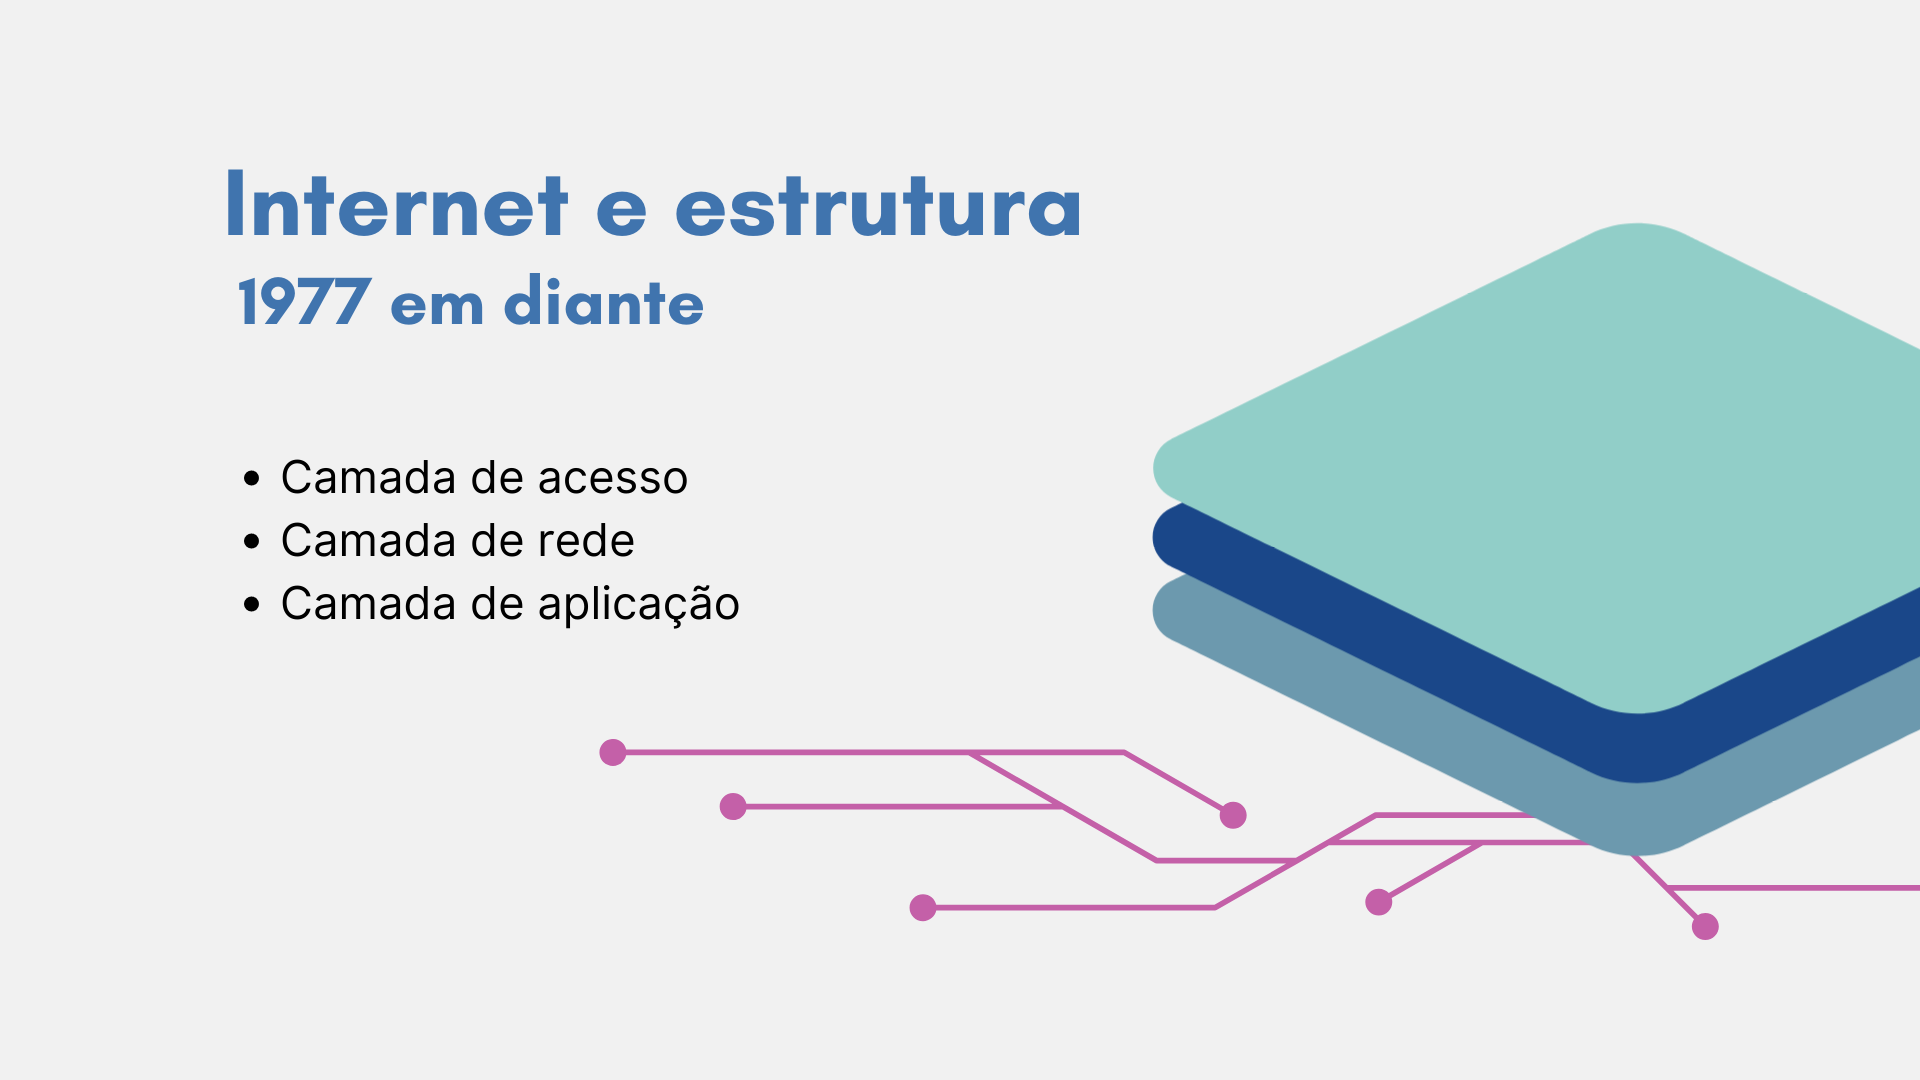 Internet e estrutura
1977 em diante
• Camada de acesso
• Camada de rede
• Camada de aplicação